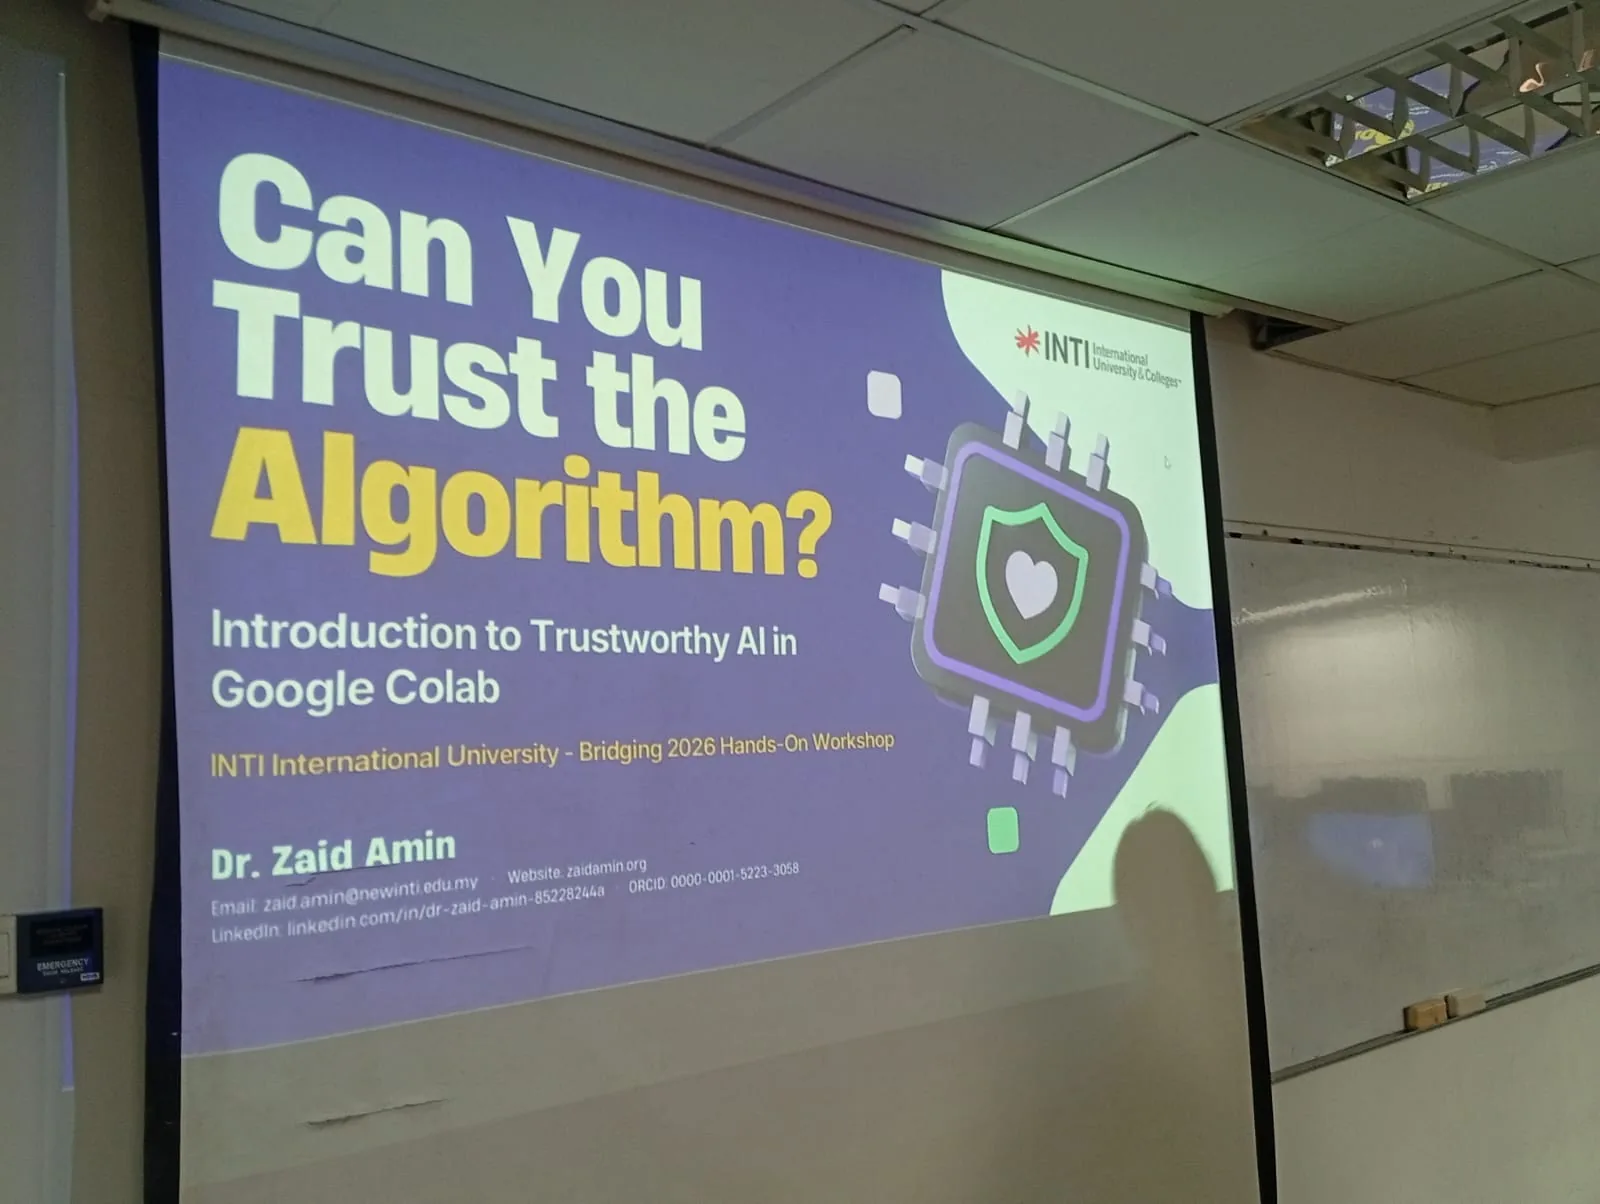 Can You
Trust the
Algorithm?
INTI International
University & Colleges
Introduction to Trustworthy AI in
Google Colab
INTI International University - Bridging 2026 Hands-On Workshop
Dr. Zaid Amin
Email: zaid.amin@newinti.edu.my · Website: zaidamin.org
LinkedIn: linkedin.com/in/dr-zaid-amin-85228244a · ORCID: 0000-0001-5223-3058
EMERGENCY
DOOR RELEASE